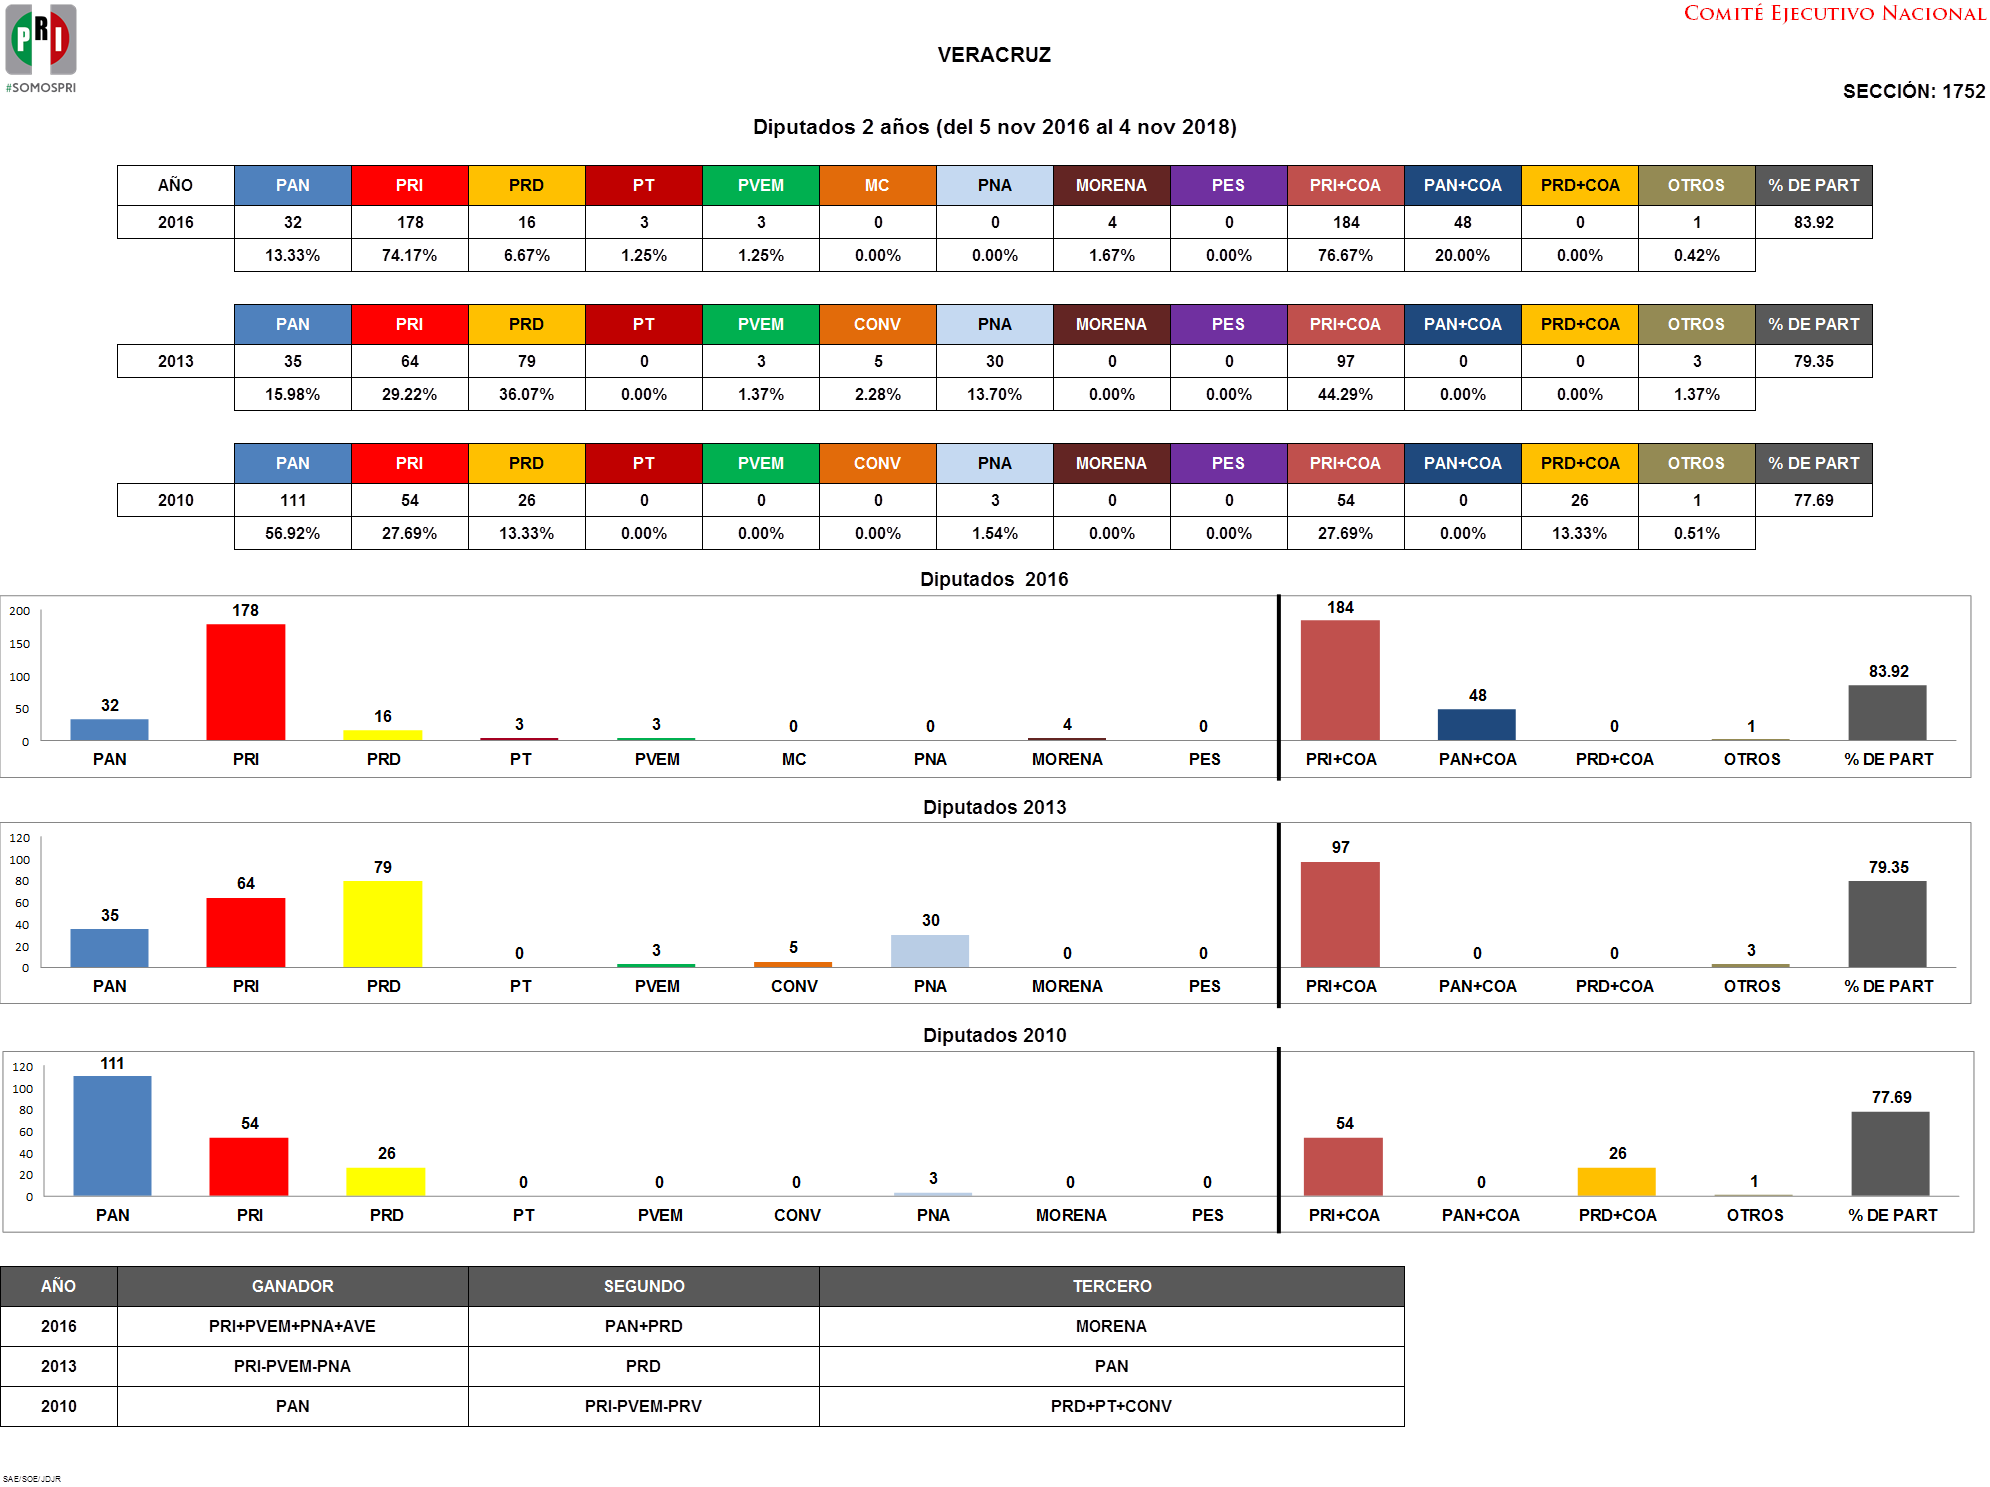 PRI
#SOMOSPRI
COMITÉ EJECUTIVO NACIONAL
VERACRUZ
SECCIÓN: 1752
Diputados 2 años (del 5 nov 2016 al 4 nov 2018)
AÑO PAN PRI PRD PT PVEM MC PNA MORENA PES PRI+COA PAN+COA PRD+COA OTROS % DE PART
2016 32 178 16 3 3 0 0 4 0 184 48 0 1 83.92
13.33% 74.17% 6.67% 1.25% 1.25% 0.00% 0.00% 1.67% 0.00% 76.67% 20.00% 0.00% 0.42%
PAN PRI PRD PT PVEM CONV PNA MORENA PES PRI+COA PAN+COA PRD+COA OTROS % DE PART
2013 35 64 79 0 3 5 30 0 0 97 0 0 3 79.35
15.98% 29.22% 36.07% 0.00% 1.37% 2.28% 13.70% 0.00% 0.00% 44.29% 0.00% 0.00% 1.37%
PAN PRI PRD PT PVEM CONV PNA MORENA PES PRI+COA PAN+COA PRD+COA OTROS % DE PART
2010 111 54 26 0 0 0 3 0 0 54 0 26 1 77.69
56.92% 27.69% 13.33% 0.00% 0.00% 0.00% 1.54% 0.00% 0.00% 27.69% 0.00% 13.33% 0.51%
Diputados 2016
200
150
100
50
0
32 178 16 3 3 0 0 4 0 184 48 0 1 83.92
PAN PRI PRD PT PVEM MC PNA MORENA PES PRI+COA PAN+COA PRD+COA OTROS % DE PART
Diputados 2013
120
100
80
60
40
20
0
35 64 79 0 3 5 30 0 0 97 0 0 3 79.35
PAN PRI PRD PT PVEM CONV PNA MORENA PES PRI+COA PAN+COA PRD+COA OTROS % DE PART
Diputados 2010
120
100
80
60
40
20
0
111 54 26 0 0 0 3 0 0 54 0 26 1 77.69
PAN PRI PRD PT PVEM CONV PNA MORENA PES PRI+COA PAN+COA PRD+COA OTROS % DE PART
AÑO GANADOR SEGUNDO TERCERO
2016 PRI+PVEM+PNA+AVE PAN+PRD MORENA
2013 PRI-PVEM-PNA PRD PAN
2010 PAN PRI-PVEM-PRV PRD+PT+CONV
SAE/SOE/JDJR